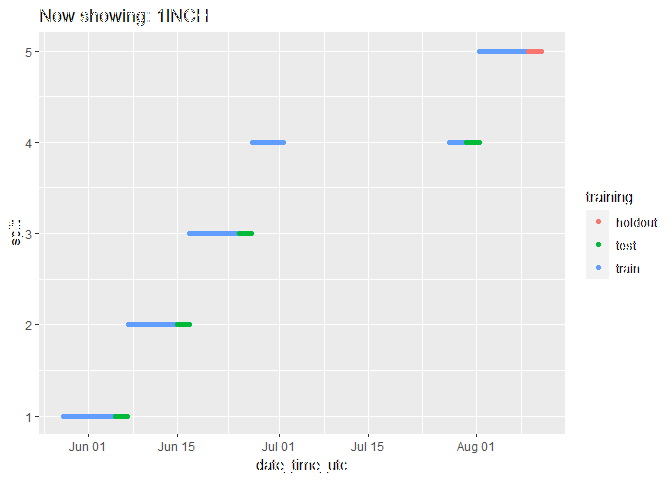 Now showing: 1INCH
5
4
3
2
1
split
Jun 01 Jun 15 Jul 01 Jul 15 Aug 01
date_time_utc
training
holdout
test
train